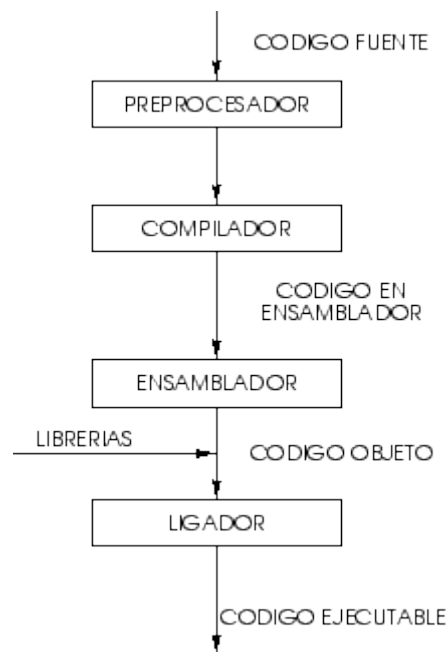 CODIGO FUENTE
PREPROCESADOR
COMPILADOR
CODIGO EN
ENSAMBLADOR
ENSAMBLADOR
LIBRERIAS
CODIGO OBJETO
LIGADOR
CODIGO EJECUTABLE